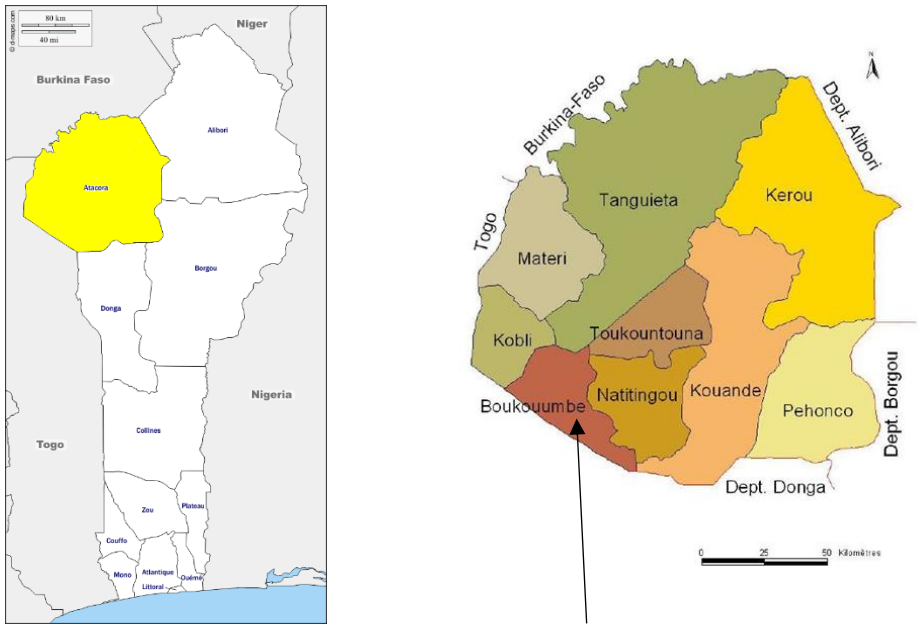 80 km
40 mi
© d-maps.com
Niger
Burkina Faso
Alibori
Atacora
Borgou
Donga
Nigeria
Collines
Togo
Zou
Plateau
Couffo
Mono
Atlantique
Ouémé
Littoral
N
Burkina-Faso
Dept. Alibori
Tanguieta
Kerou
Togo
Materi
Toukountouna
Kobli
Natitingou
Kouande
Boukouumbe
Pehonco
Dept. Borgou
Dept. Donga
0 25 50 Kilomètres